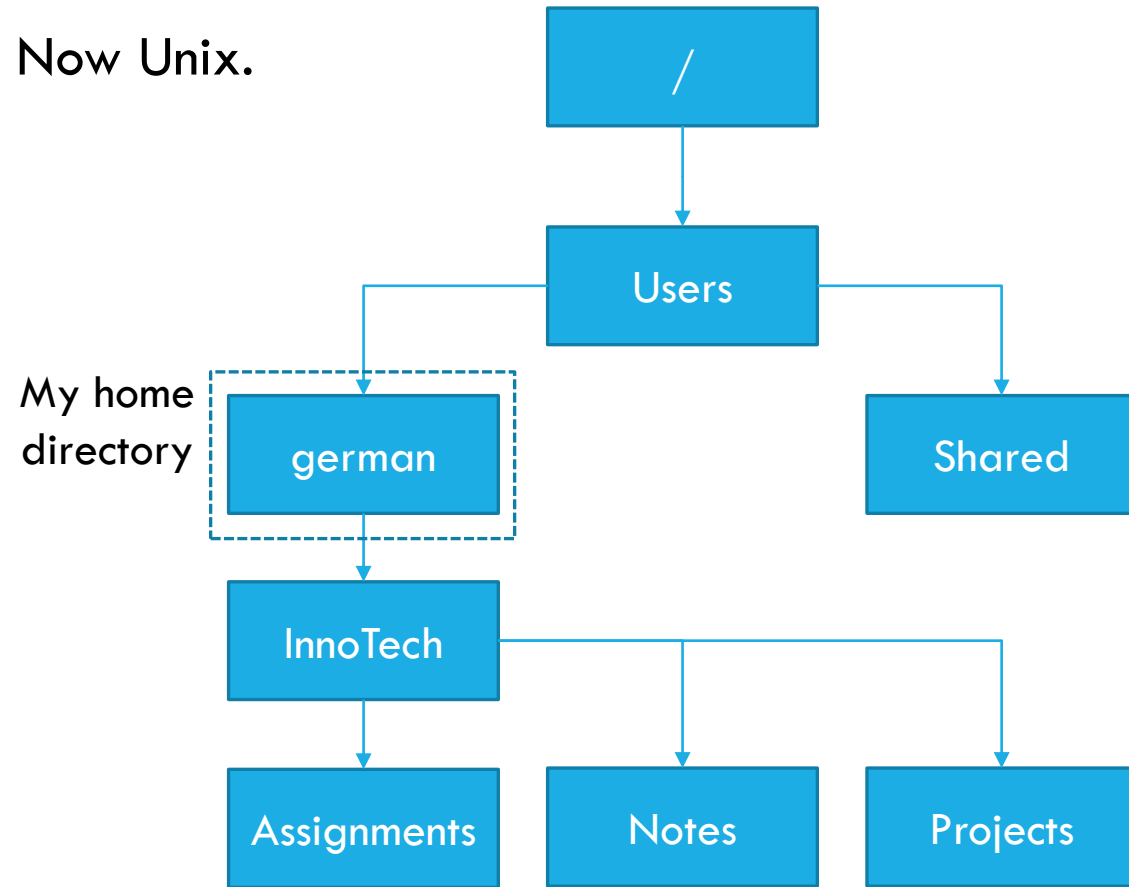 Now Unix.
/
Users
My home
directory
german
Shared
InnoTech
Assignments
Notes
Projects